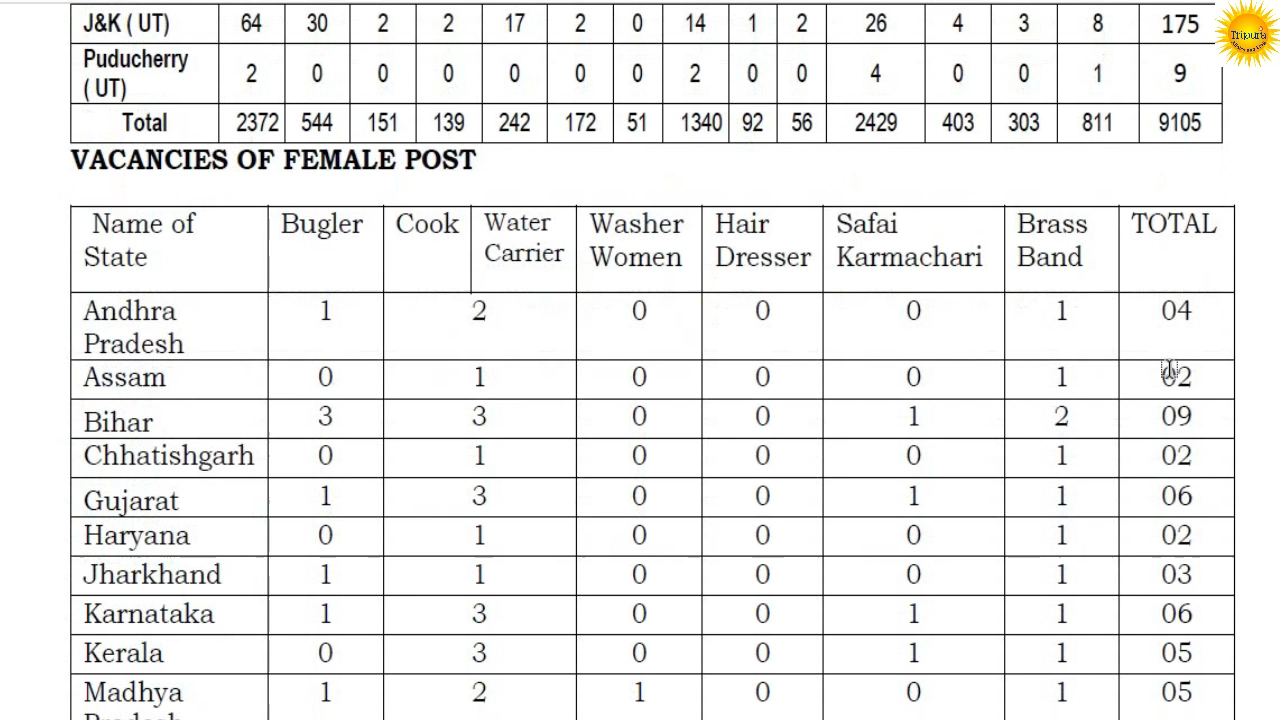 J&K ( UT) 64 30 2 2 17 2 0 14 1 2 26 4 3 8 175
Tripura
Puducherry
( UT) 2 0 0 0 0 0 0 2 0 0 4 0 0 1 9
Total 2372 544 151 139 242 172 51 1340 92 56 2429 403 303 811 9105
VACANCIES OF FEMALE POST
Name of Bugler Cook Water Washer Hair Safai Brass TOTAL
State Carrier Women Dresser Karmachari Band
Andhra 1 2 0 0 0 1 04
Pradesh
Assam 0 1 0 0 0 1 02
Bihar 3 3 0 0 1 2 09
Chhatishgarh 0 1 0 0 0 1 02
Gujarat 1 3 0 0 1 1 06
Haryana 0 1 0 0 0 1 02
Jharkhand 1 1 0 0 0 1 03
Karnataka 1 3 0 0 1 1 06
Kerala 0 3 0 0 1 1 05
Madhya 1 2 1 0 0 1 05
Pradesh